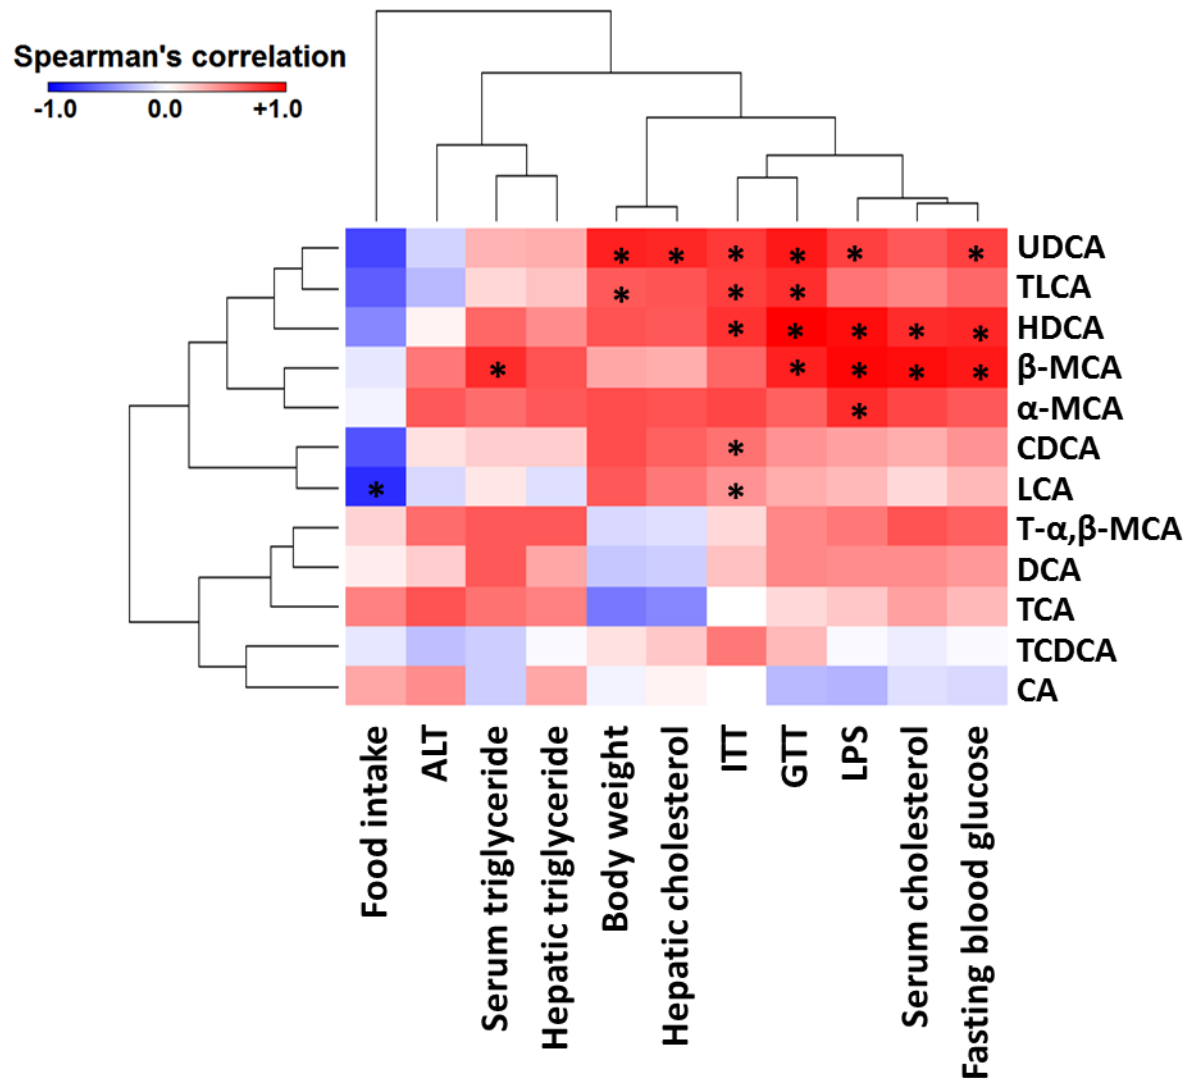 Spearman's correlation
-1.0 0.0 +1.0
* * * * * * UDCA
* * * TLCA
* * * * * HDCA
* * * * * β-MCA
* α-MCA
* CDCA
* * LCA
T-α,β-MCA
DCA
TCA
TCDCA
CA
Food intake
ALT
Serum triglyceride
Hepatic triglyceride
Body weight
Hepatic cholesterol
ITT
GTT
LPS
Serum cholesterol
Fasting blood glucose